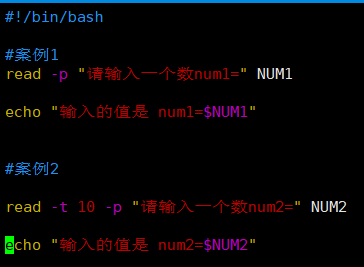 #!/bin/bash
#案例1
read -p "请输入一个数num1=" NUM1
echo "输入的值是 num1=$NUM1"
#案例2
read -t 10 -p "请输入一个数num2=" NUM2
echo "输入的值是 num2=$NUM2"